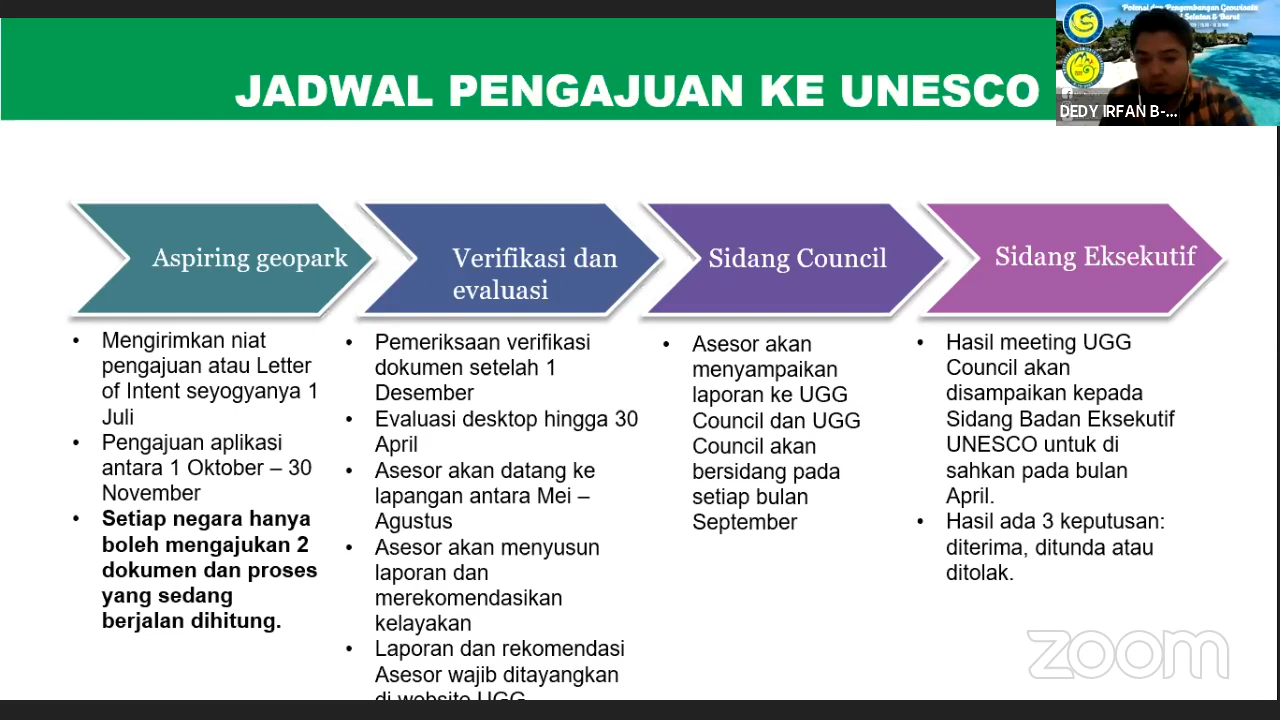 JADWAL PENGAJUAN KE UNESCO
Potensi dan Pengembangan Geowisata
Selatan & Barat
DEDY IRFAN B-...
Aspiring geopark
Mengirimkan niat
pengajuan atau Letter
of Intent seyogyanya 1
Juli
Pengajuan aplikasi
antara 1 Oktober – 30
November
Setiap negara hanya
boleh mengajukan 2
dokumen dan proses
yang sedang
berjalan dihitung.
Verifikasi dan
evaluasi
Pemeriksaan verifikasi
dokumen setelah 1
Desember
Evaluasi desktop hingga 30
April
Asesor akan datang ke
lapangan antara Mei –
Agustus
Asesor akan menyusun
laporan dan
merekomendasikan
kelayakan
Laporan dan rekomendasi
Asesor wajib ditayangkan
di website UGG
Sidang Council
Asesor akan
menyampaikan
laporan ke UGG
Council dan UGG
Council akan
bersidang pada
setiap bulan
September
Sidang Eksekutif
Hasil meeting UGG
Council akan
disampaikan kepada
Sidang Badan Eksekutif
UNESCO untuk di
sahkan pada bulan
April.
Hasil ada 3 keputusan:
diterima, ditunda atau
ditolak.
zoom